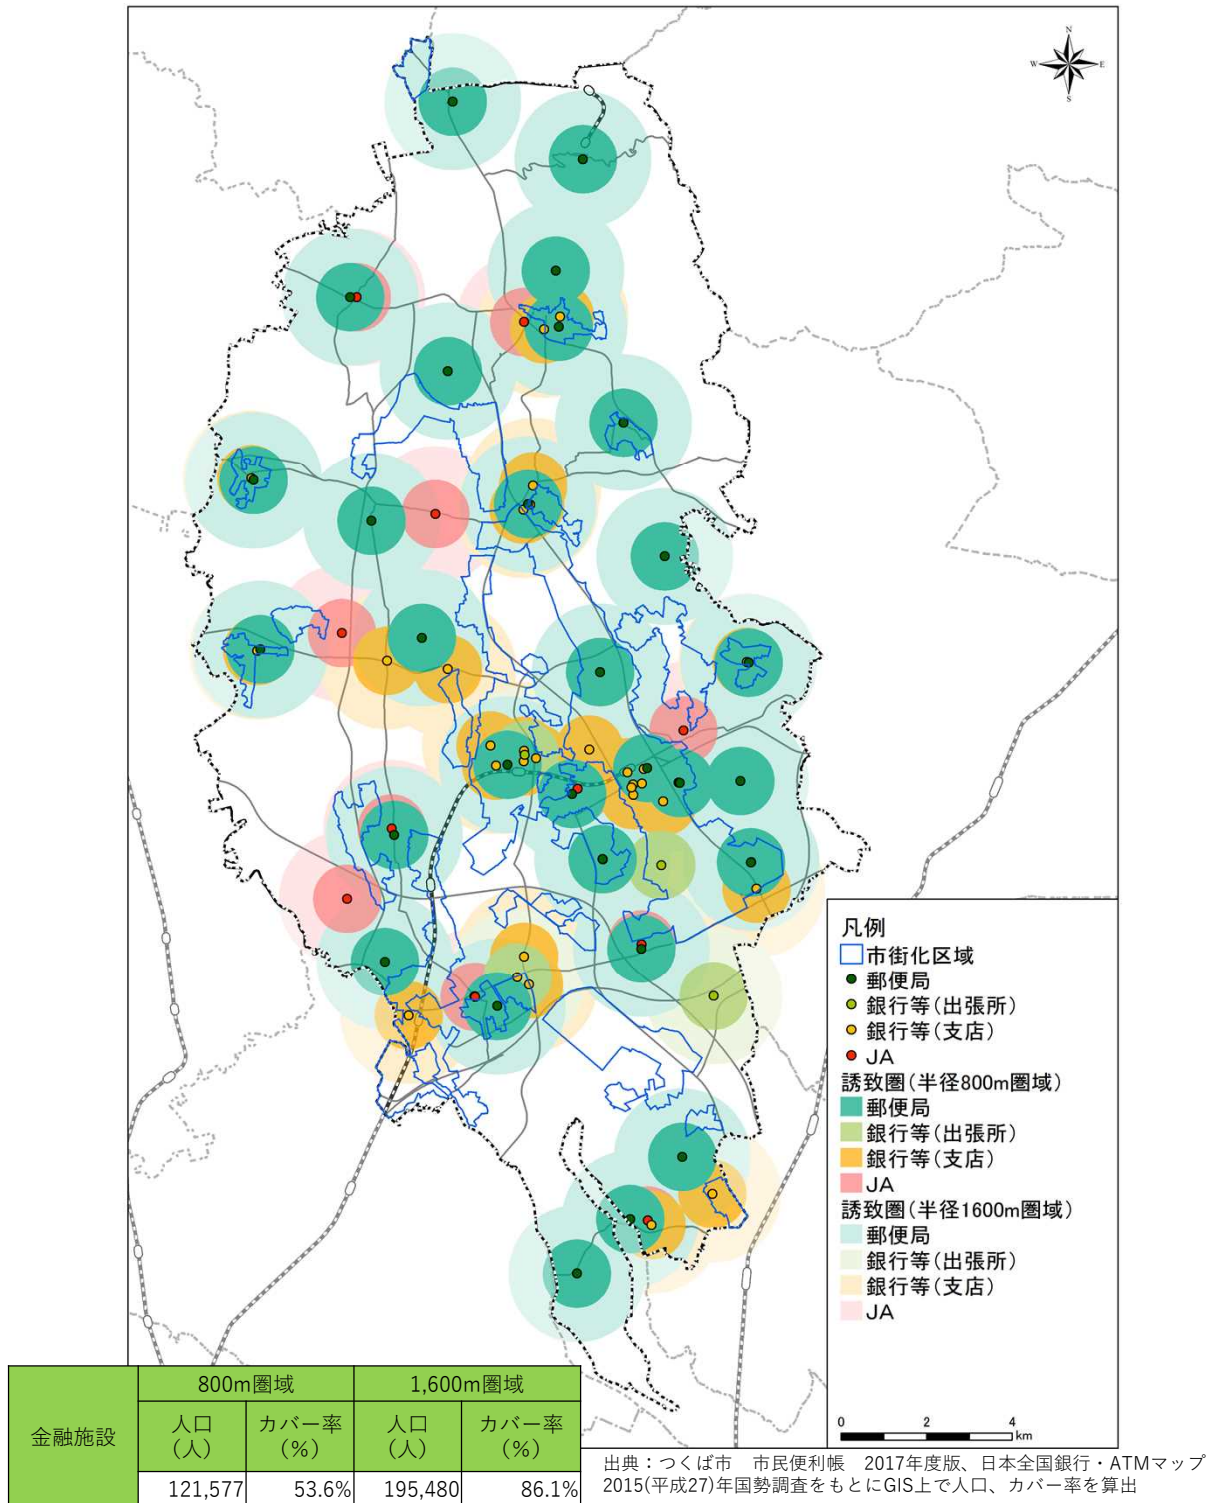 N
W
E
S
凡例
市街化区域
郵便局
銀行等(出張所)
銀行等(支店)
JA
誘致圏(半径800m圏域)
郵便局
銀行等(出張所)
銀行等(支店)
JA
誘致圏(半径1600m圏域)
郵便局
銀行等(出張所)
銀行等(支店)
JA
0 2 4
km
金融施設
800m圏域 1,600m圏域
人口
(人)
カバー率
(%)
人口
(人)
カバー率
(%)
121,577 53.6% 195,480 86.1%
出典：つくば市 市民便利帳 2017年度版、日本全国銀行・ATMマップ
2015(平成27)年国勢調査をもとにGIS上で人口、カバー率を算出